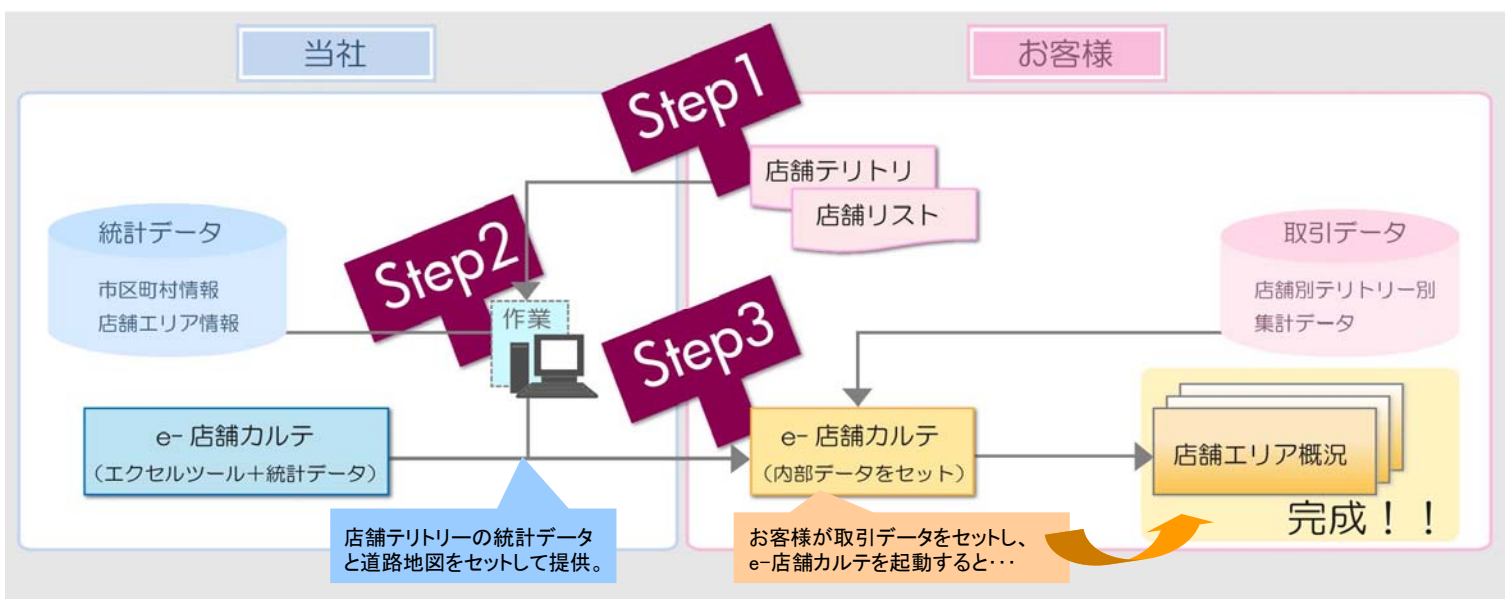 当社
お客様
Step1
店舗テリトリ
店舗リスト
統計データ
市区町村情報
店舗エリア情報
Step2
作業
取引データ
店舗別テリトリー別
集計データ
Step3
e- 店舗カルテ
(エクセルツール+統計データ)
e- 店舗カルテ
(内部データをセット)
店舗エリア概況
完成!!
店舗テリトリーの統計データ
と道路地図をセットして提供。
お客様が取引データをセットし、
e-店舗カルテを起動すると・・・